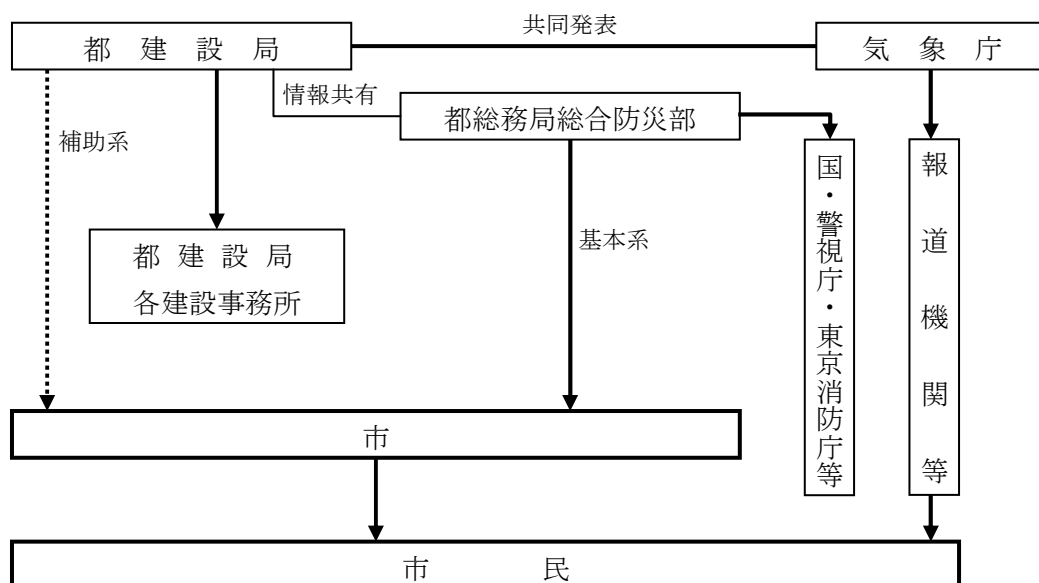 共同発表
都建設局
気象庁
情報共有
都総務局総合防災部
補助系
国・警視庁・東京消防庁等
報道機関等
都建設局
各建設事務所
基本系
市
市民